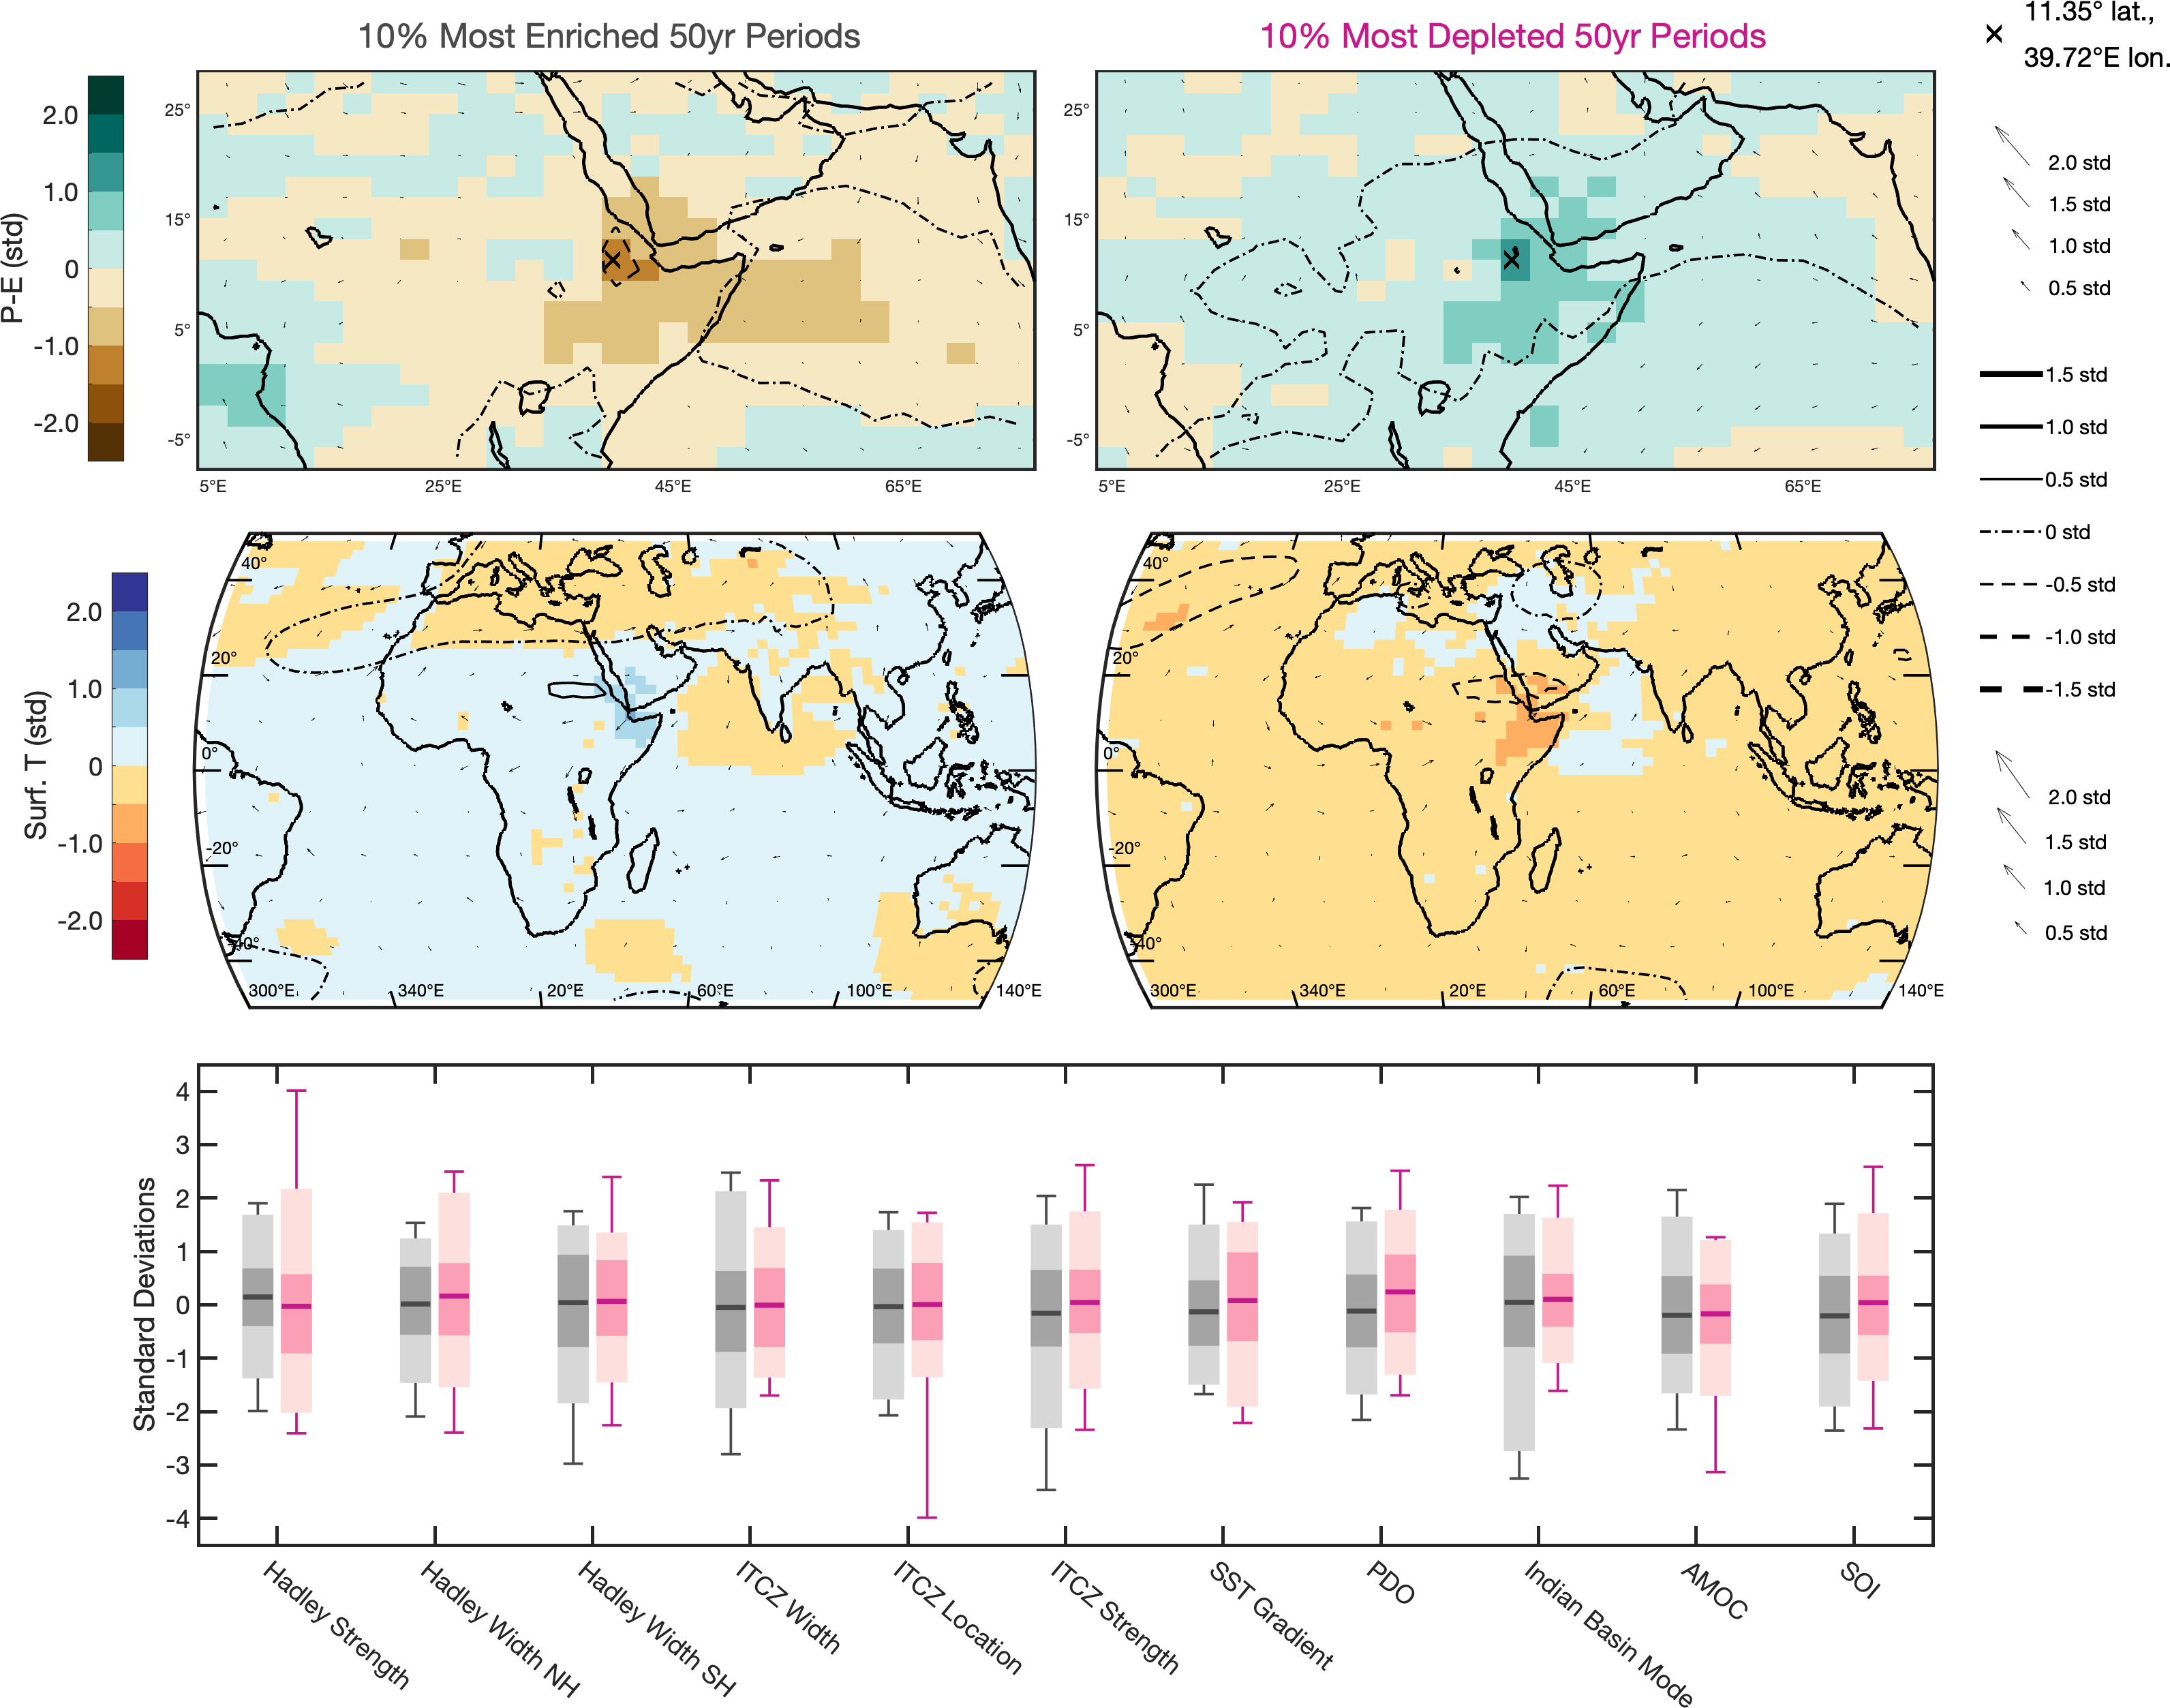 10% Most Enriched 50yr Periods
10% Most Depleted 50yr Periods
11.35° lat.,
39.72°E lon.
P-E (std)
2.0
1.0
0
-1.0
-2.0
25°
15°
5°
-5°
5°E
25°E
45°E
65°E
25°
15°
5°
-5°
5°E
25°E
45°E
65°E
2.0 std
1.5 std
1.0 std
0.5 std
1.5 std
1.0 std
0.5 std
0 std
-0.5 std
-1.0 std
-1.5 std
Surf. T (std)
2.0
1.0
0
-1.0
-2.0
40°
20°
0°
-20°
-40°
300°E
340°E
20°E
60°E
100°E
140°E
40°
20°
0°
-20°
-40°
300°E
340°E
20°E
60°E
100°E
140°E
2.0 std
1.5 std
1.0 std
0.5 std
Standard Deviations
4
3
2
1
0
-1
-2
-3
-4
Hadley Strength
Hadley Width NH
Hadley Width SH
ITCZ Width
ITCZ Location
ITCZ Strength
SST Gradient
PDO
Indian Basin Mode
AMOC
SOI